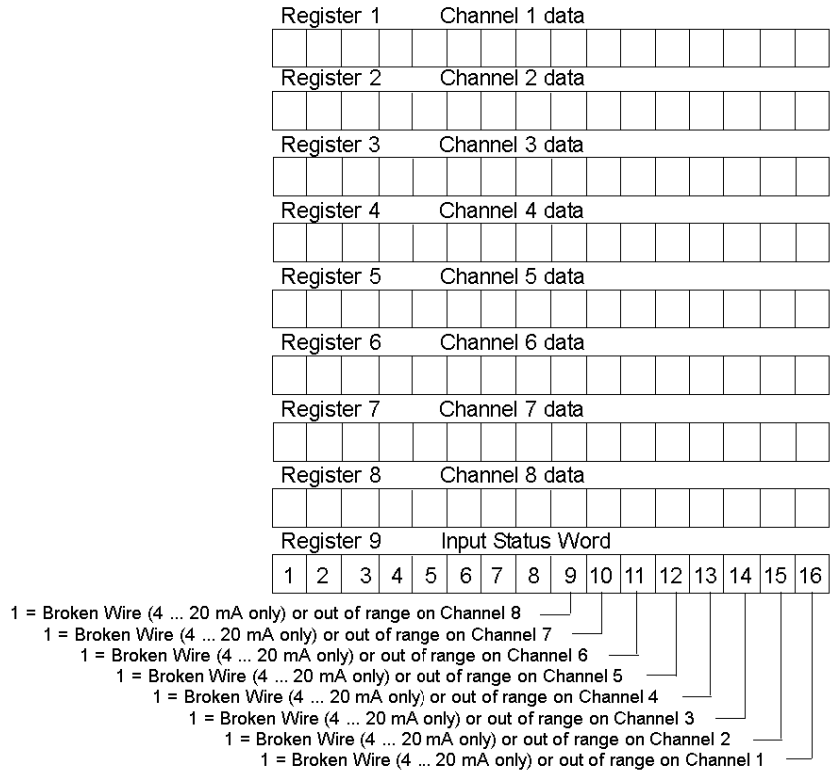 Register 1 Channel 1 data
Register 2 Channel 2 data
Register 3 Channel 3 data
Register 4 Channel 4 data
Register 5 Channel 5 data
Register 6 Channel 6 data
Register 7 Channel 7 data
Register 8 Channel 8 data
Register 9 Input Status Word
1 2 3 4 5 6 7 8 9 10 11 12 13 14 15 16
1 = Broken Wire (4 ... 20 mA only) or out of range on Channel 8
1 = Broken Wire (4 ... 20 mA only) or out of range on Channel 7
1 = Broken Wire (4 ... 20 mA only) or out of range on Channel 6
1 = Broken Wire (4 ... 20 mA only) or out of range on Channel 5
1 = Broken Wire (4 ... 20 mA only) or out of range on Channel 4
1 = Broken Wire (4 ... 20 mA only) or out of range on Channel 3
1 = Broken Wire (4 ... 20 mA only) or out of range on Channel 2
1 = Broken Wire (4 ... 20 mA only) or out of range on Channel 1